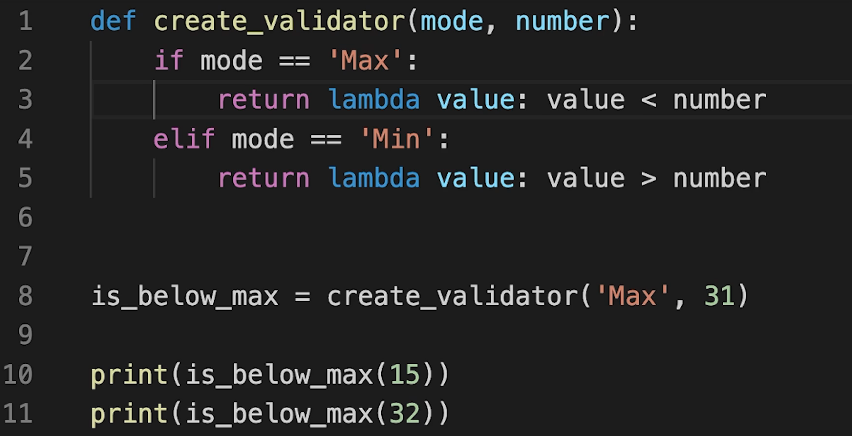 1 def create_validator(mode, number):
2     if mode == 'Max':
3         return lambda value: value < number
4     elif mode == 'Min':
5         return lambda value: value > number
6
7
8 is_below_max = create_validator('Max', 31)
9
10 print(is_below_max(15))
11 print(is_below_max(32))